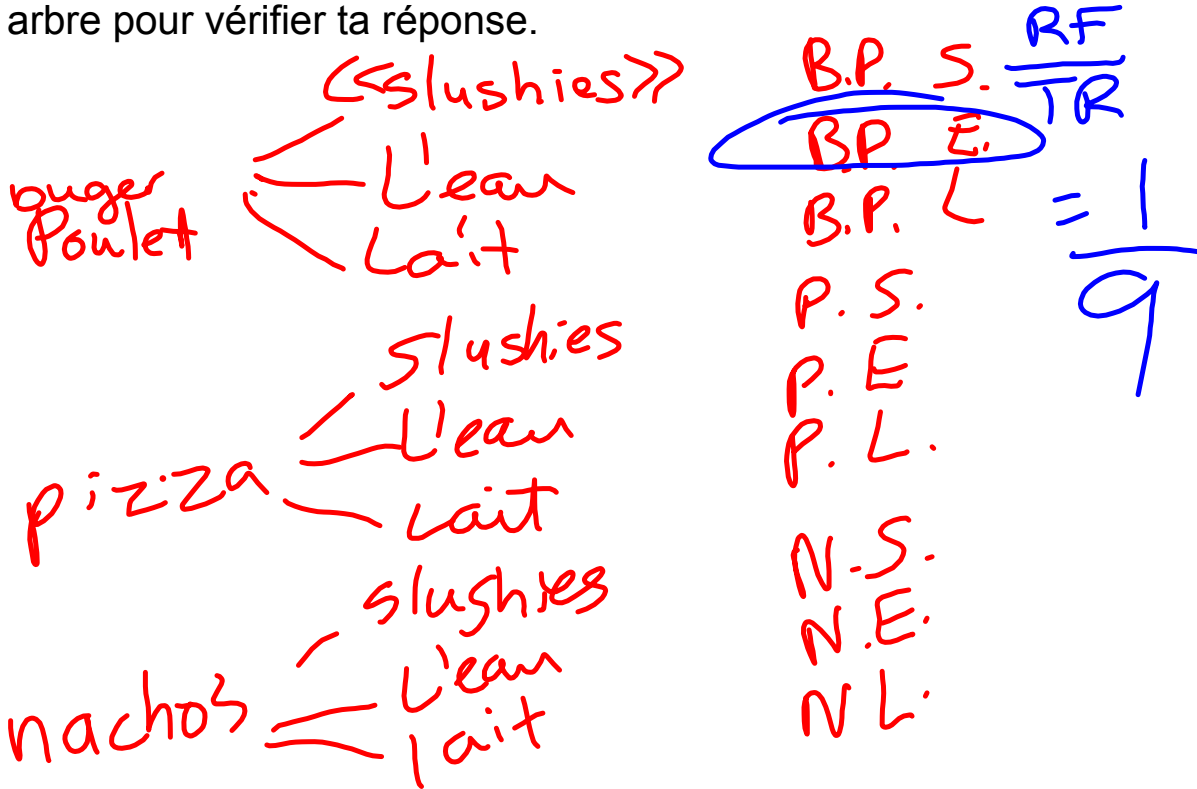 arbre pour vérifier ta réponse.
<<slushies>>
L'eau
Lait
buger
Poulet
slushies
L'eau
Lait
pizza
slushies
L'eau
lait
nachos
B.P. S.
B.P. E.
B.P. L
P. S.
P. E
P. L.
N.S.
N.E.
N L.
RF
TR
= 1
9